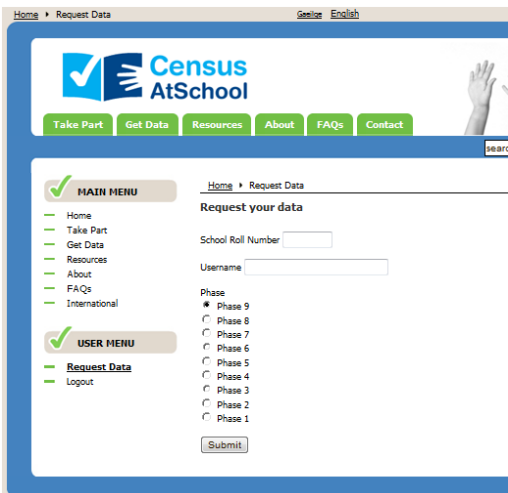 Home Request Data Gaeilge English
Census
AtSchool
Take Part Get Data Resources About FAQs Contact
searc
MAIN MENU
Home
Take Part
Get Data
Resources
About
FAQs
International
USER MENU
Request Data
Logout
Home Request Data
Request your data
School Roll Number
Username
Phase
Phase 9
Phase 8
Phase 7
Phase 6
Phase 5
Phase 4
Phase 3
Phase 2
Phase 1
Submit